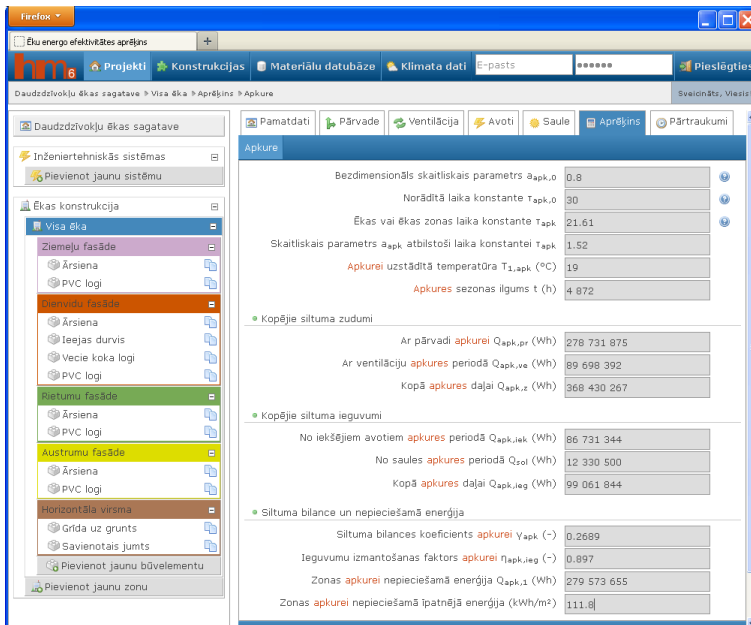 Firefox
Ēku energo efektivitātes aprēķins
+
hm6
Projekti
Konstrukcijas
Materiālu datubāze
Klimata dati
E-pasts
••••••
Pieslēgties
Daudzdzīvokļu ēkas sagatave » Visa ēka » Aprēķins » Apkure
Sveicināts, Viesis
Daudzdzīvokļu ēkas sagatave
Inženiertehniskās sistēmas
Pievienot jaunu sistēmu
Ēkas konstrukcija
Visa ēka
Ziemeļu fasāde
Ārsiena
PVC logi
Dienvidu fasāde
Ārsiena
Ieejas durvis
Vecie koka logi
PVC logi
Rietumu fasāde
Ārsiena
PVC logi
Austrumu fasāde
Ārsiena
PVC logi
Horizontāla virsma
Grīda uz grunts
Savienotais jumts
Pievienot jaunu būvelementu
Pievienot jaunu zonu
Pamatdati
Pārvade
Ventilācija
Avoti
Saule
Aprēķins
Pārtraukumi
Apkure
Bezdimensionāls skaitliskais parametrs aapk,0 0.8
Norādītā laika konstante τapk,0 30
Ēkas vai ēkas zonas laika konstante τapk 21.61
Skaitliskais parametrs aapk atbilstoši laika konstantei τapk 1.52
Apkurei uzstādītā temperatūra T1,apk (°C) 19
Apkures sezonas ilgums t (h) 4 872
Kopējie siltuma zudumi
Ar pārvadi apkurei Qapk,pr (Wh) 278 731 875
Ar ventilāciju apkures periodā Qapk,ve (Wh) 89 698 392
Kopā apkures daļai Qapk,z (Wh) 368 430 267
Kopējie siltuma ieguvumi
No iekšējiem avotiem apkures periodā Qapk,iek (Wh) 86 731 344
No saules apkures periodā Qsol (Wh) 12 330 500
Kopā apkures daļai Qapk,ieg (Wh) 99 061 844
Siltuma bilance un nepieciešamā enerģija
Siltuma bilances koeficients apkurei γapk (-) 0.2689
Ieguvumu izmantošanas faktors apkurei ηapk,ieg (-) 0.897
Zonas apkurei nepieciešamā enerģija Qapk,1 (Wh) 279 573 655
Zonas apkurei nepieciešamā īpatnējā enerģija (kWh/m²) 111.8